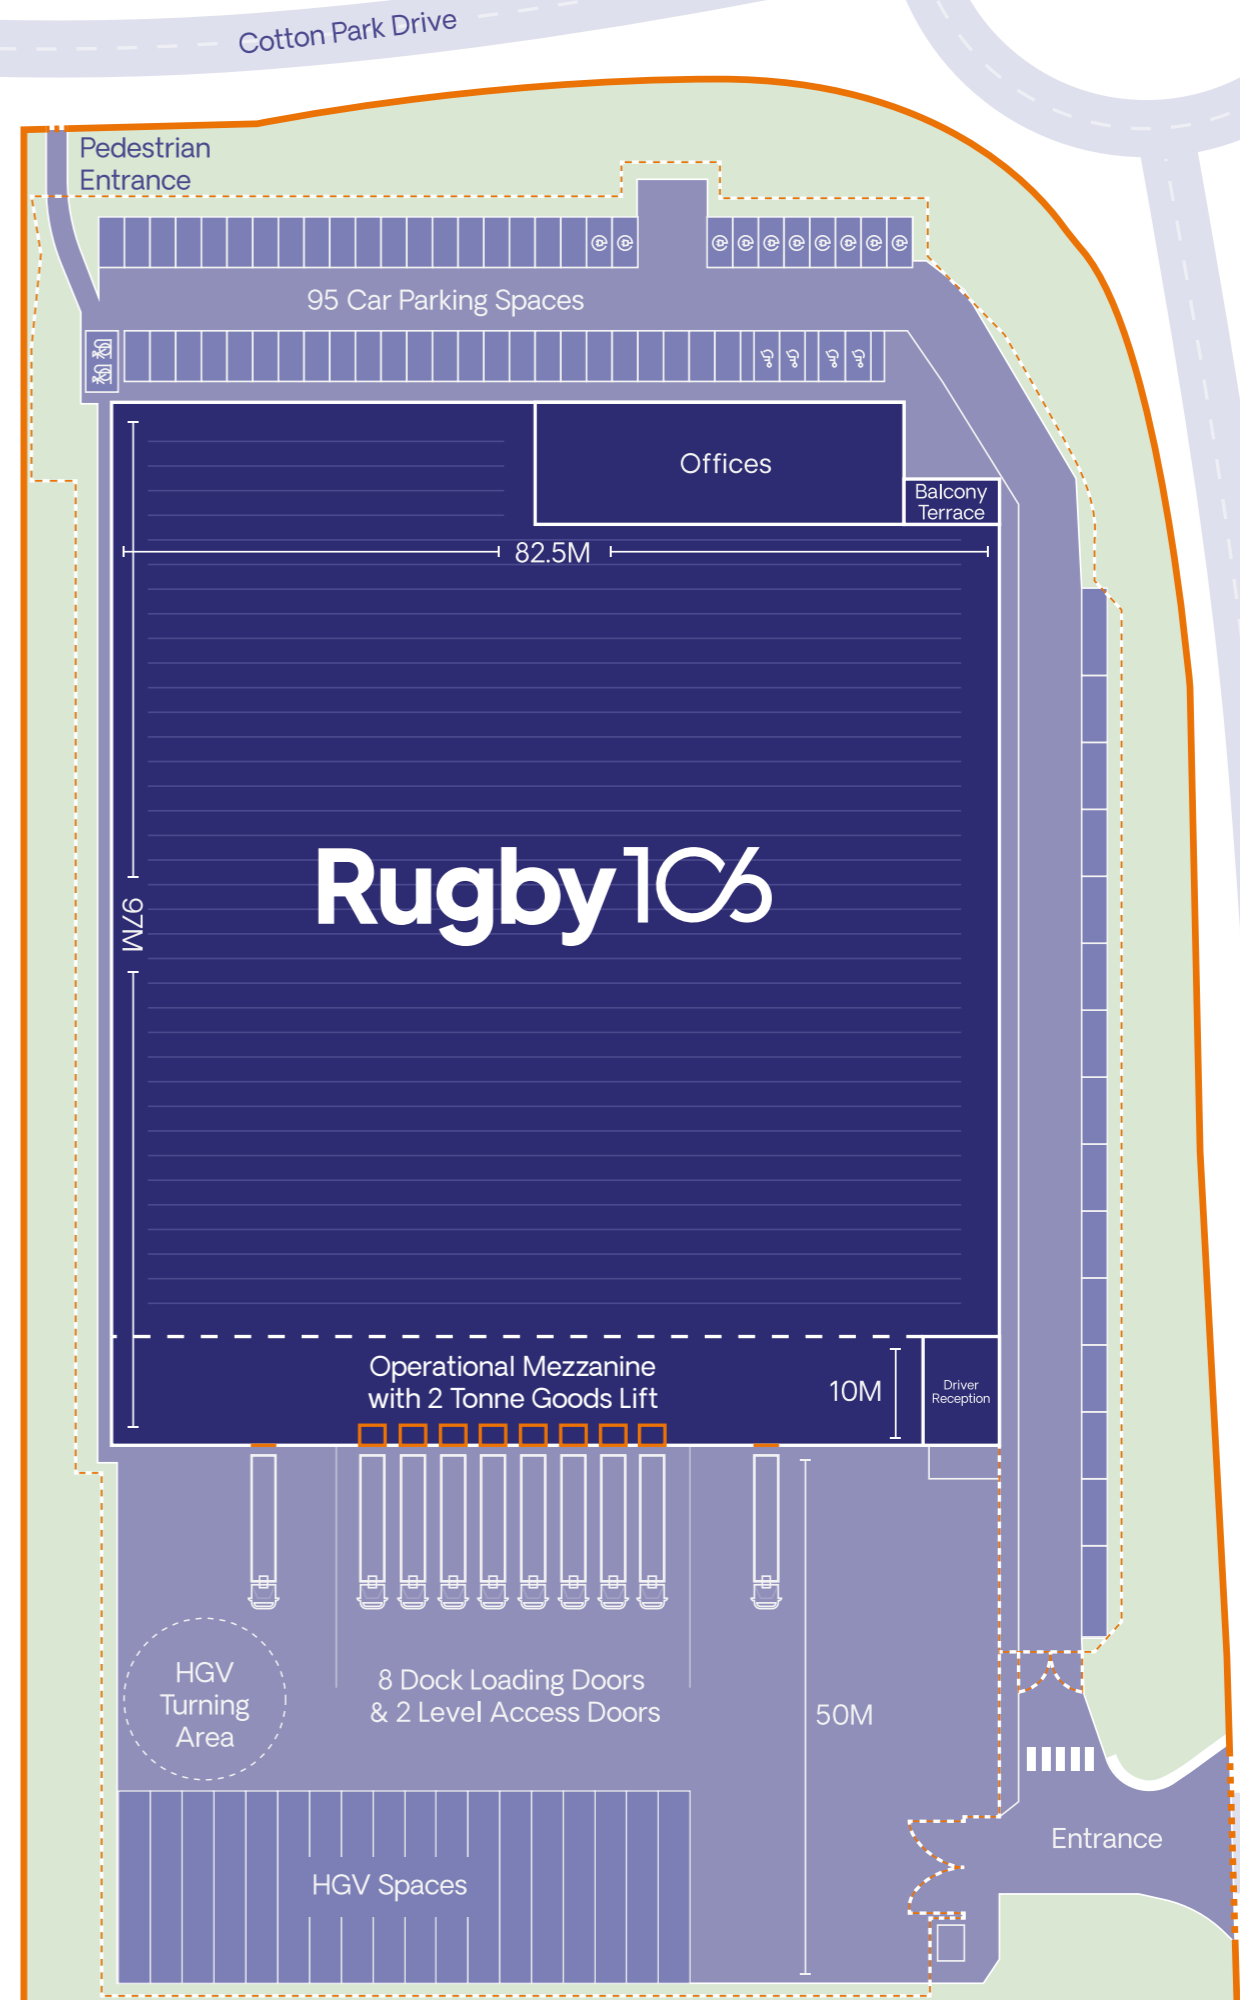 Cotton Park Drive
Pedestrian
Entrance
95 Car Parking Spaces
Offices
Balcony
Terrace
82.5M
Rugby106
97M
Operational Mezzanine
with 2 Tonne Goods Lift
10M
Driver
Reception
HGV
Turning
Area
8 Dock Loading Doors
& 2 Level Access Doors
50M
HGV Spaces
Entrance